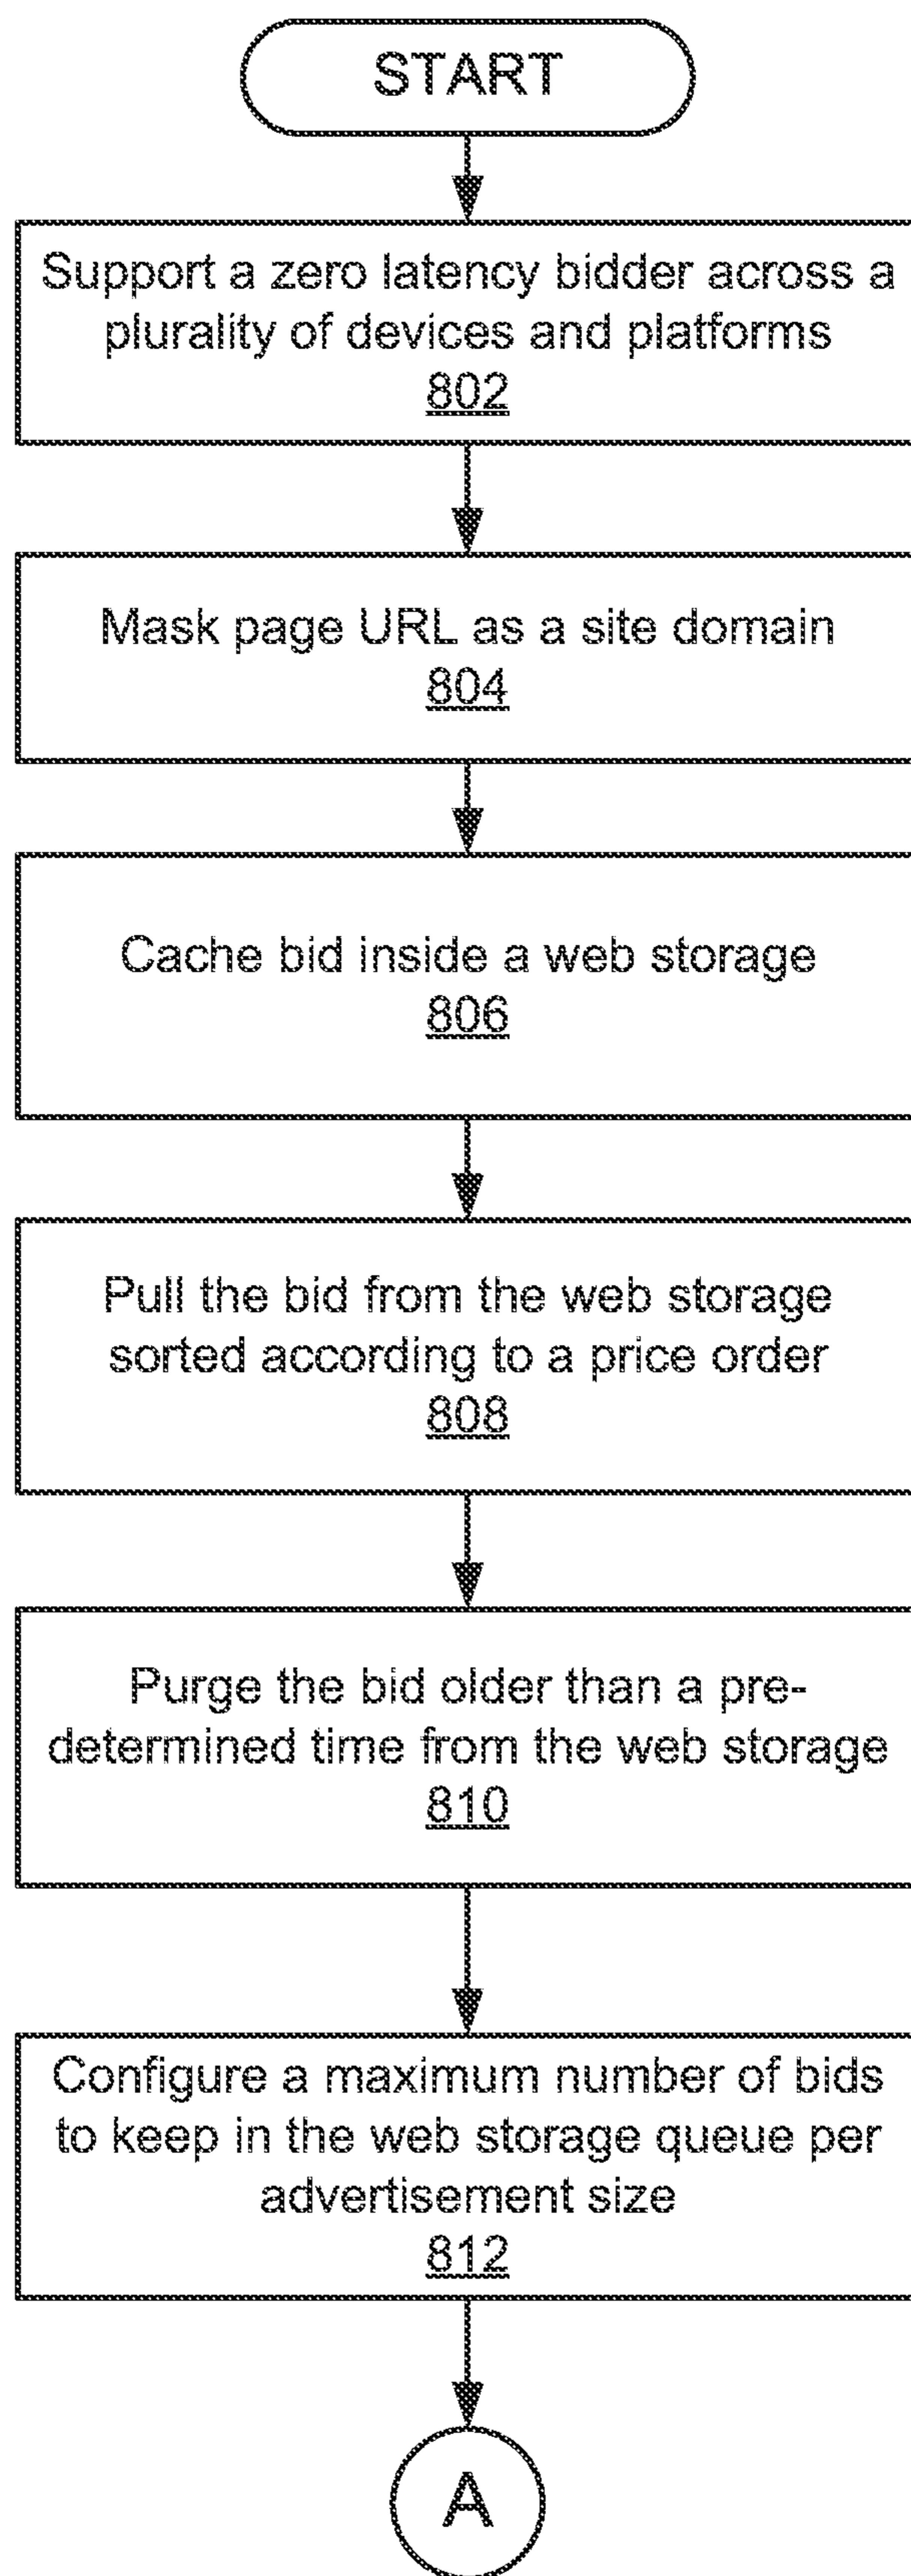 START
Support a zero latency bidder across a
plurality of devices and platforms
802
Mask page URL as a site domain
804
Cache bid inside a web storage
806
Pull the bid from the web storage
sorted according to a price order
808
Purge the bid older than a pre-
determined time from the web storage
810
Configure a maximum number of bids
to keep in the web storage queue per
advertisement size
812
A